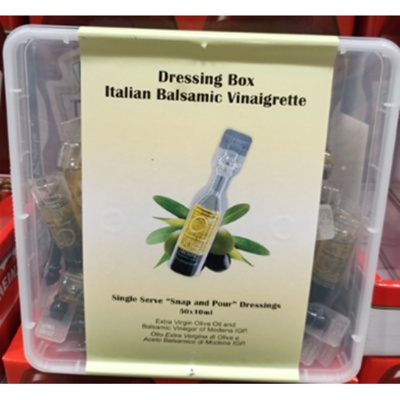 Dressing Box
Italian Balsamic Vinaigrette
Single Serve "Snap and Pour" Dressings
50x10ml
Extra Virgin Olive Oil and
Balsamic Vinegar of Modena IGP.
Olio Extra Vergine di Oliva e
Aceto Balsamico di Modena IGP.